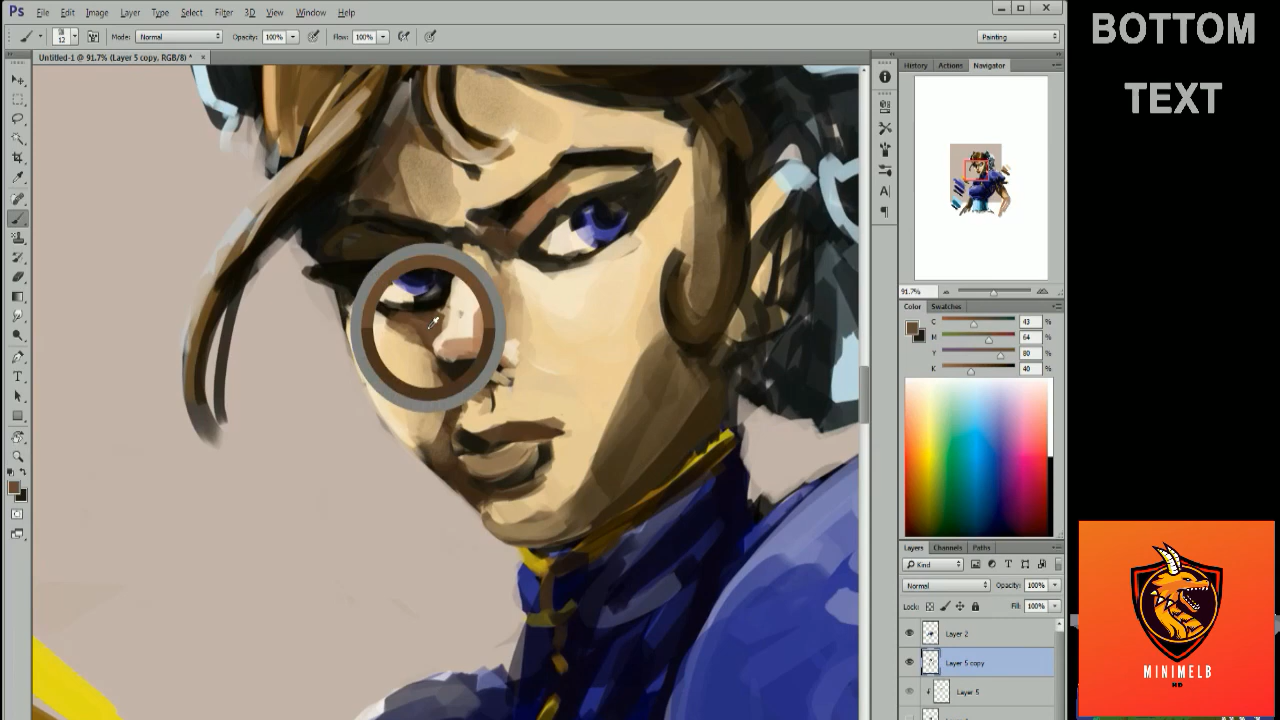 Ps File Edit Image Layer Type Select Filter 3D View Window Help
12 Mode: Normal Opacity: 100% Flow: 100% Painting
Untitled-1 @ 91.7% (Layer 5 copy, RGB/8) * ×
History Actions Navigator
91.7%
Color Swatches
C 43 %
M 64 %
Y 80 %
K 40 %
Layers Channels Paths
Kind
Normal Opacity: 100%
Lock: Fill: 100%
Layer 2
Layer 5 copy
Layer 5
BOTTOM
TEXT
MINIMELB
HD